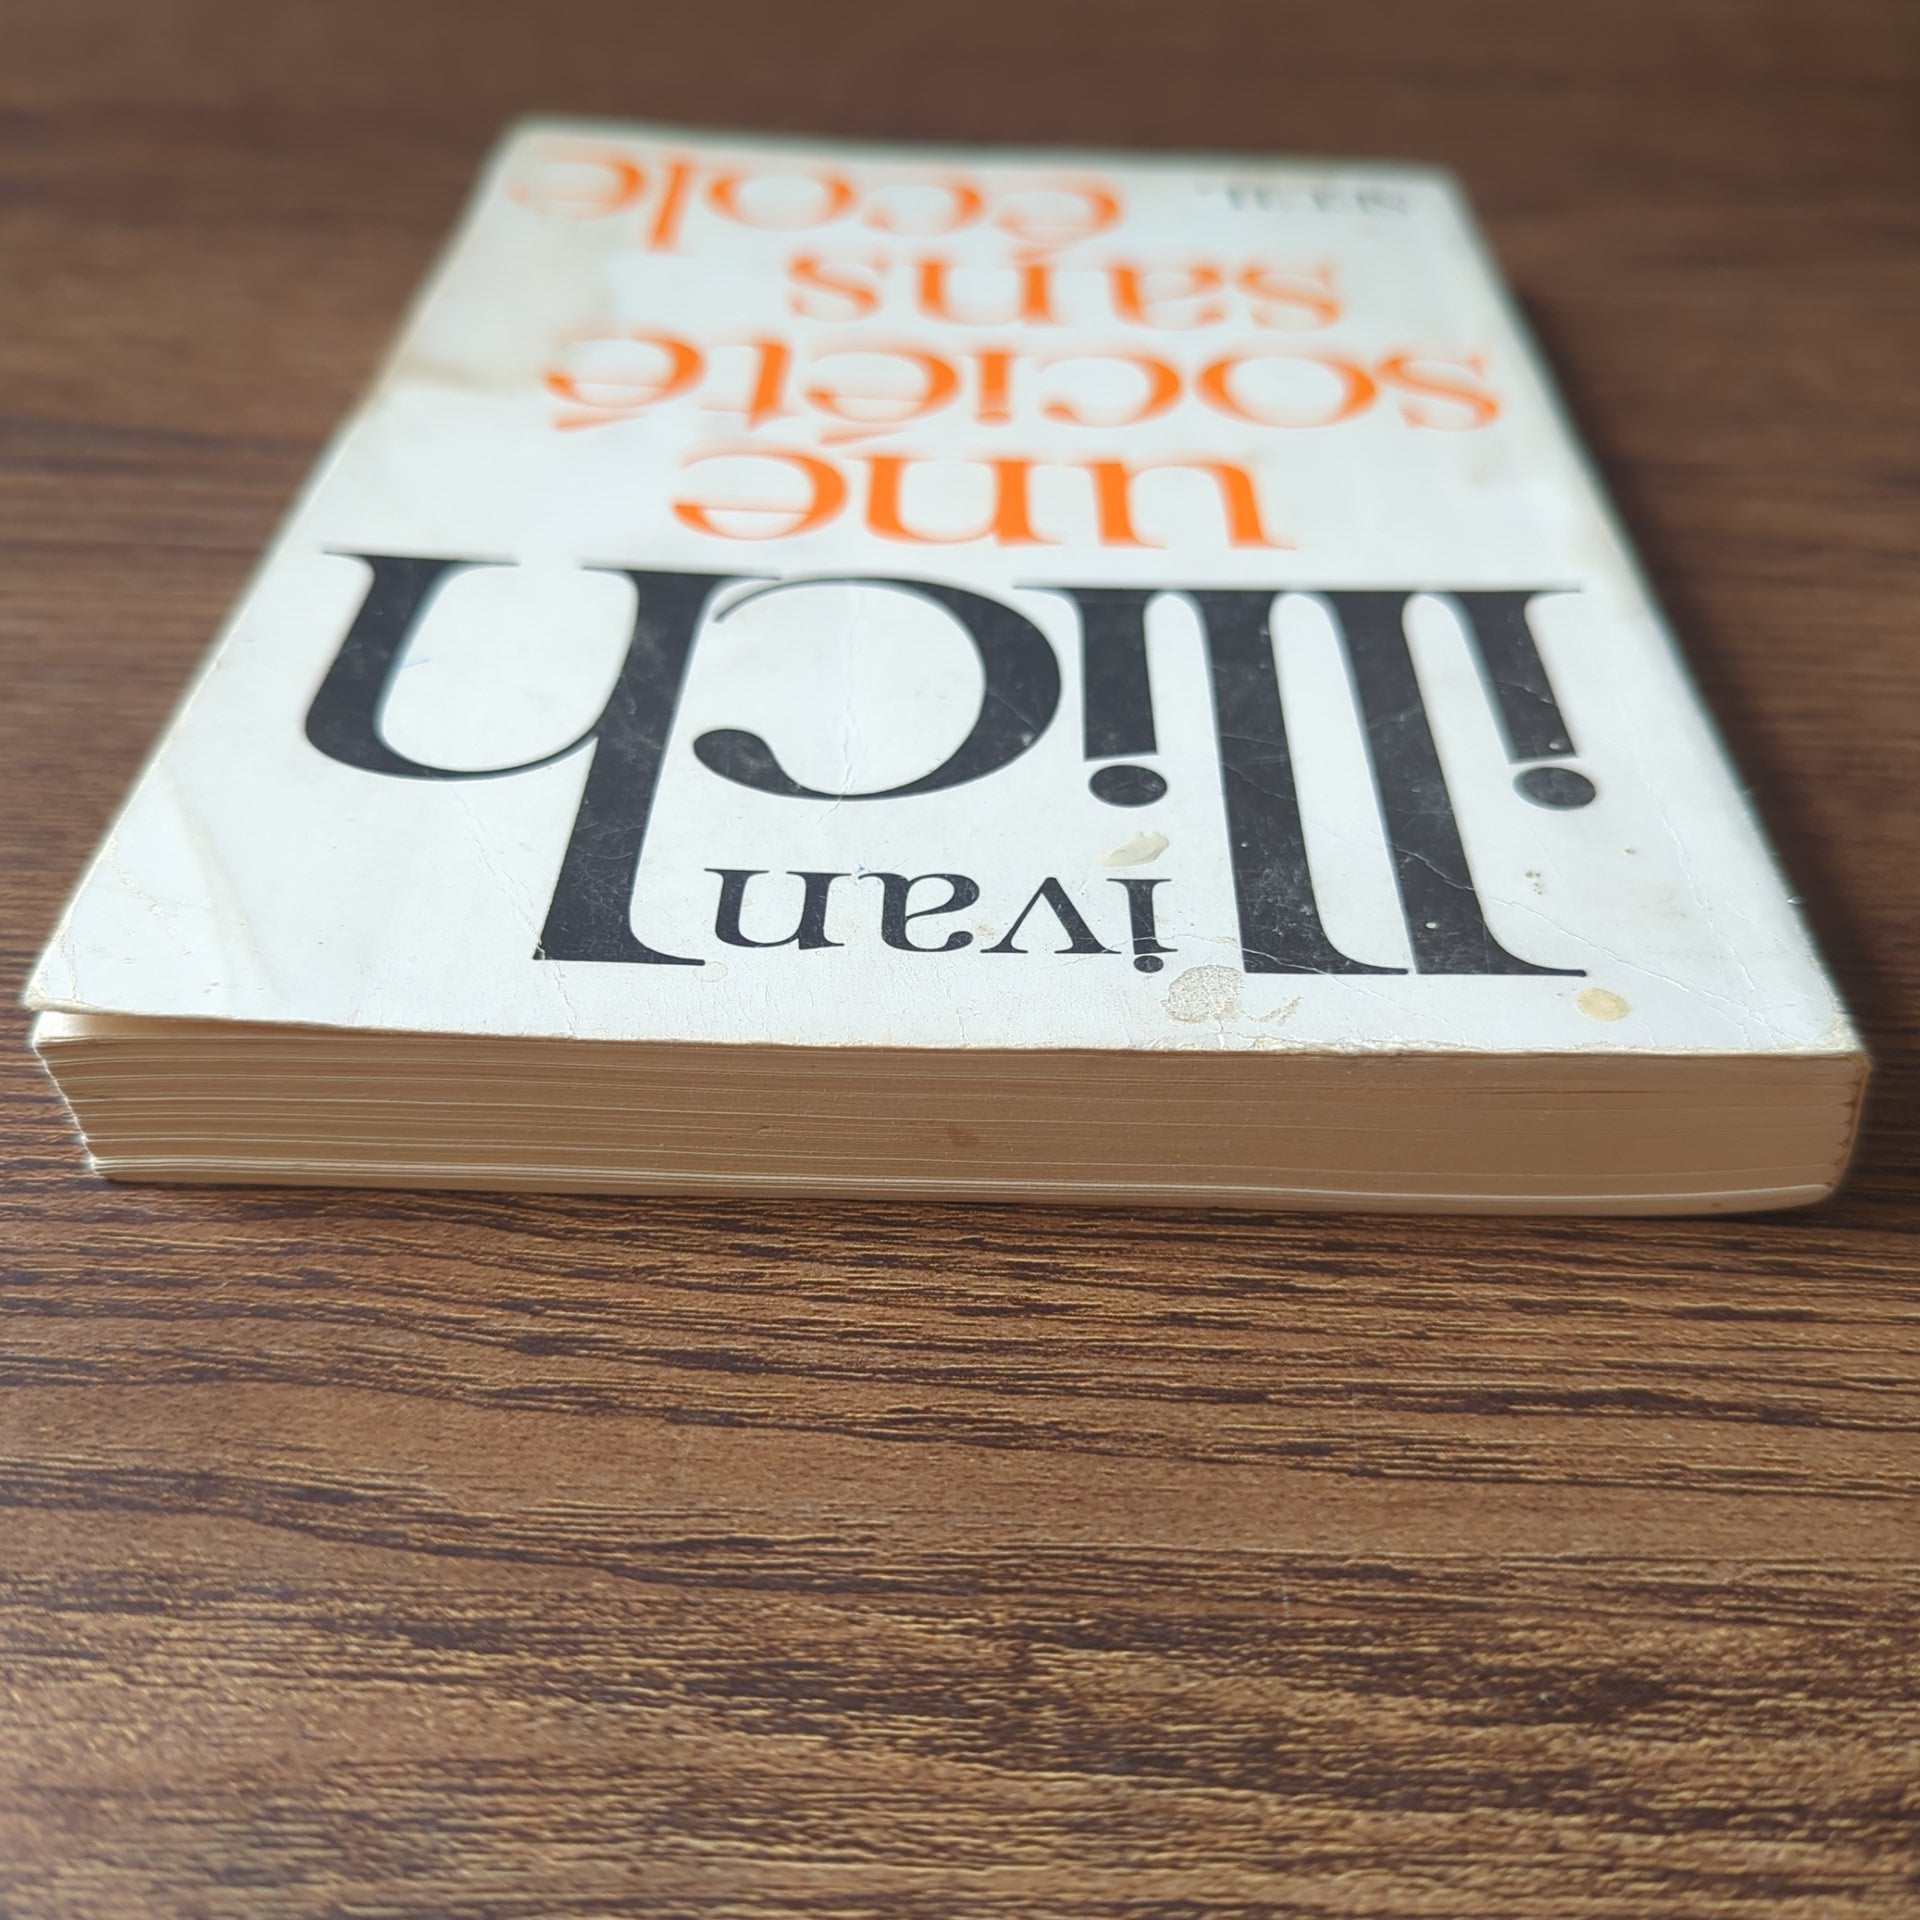 ivan
illich
une
société
sans
école